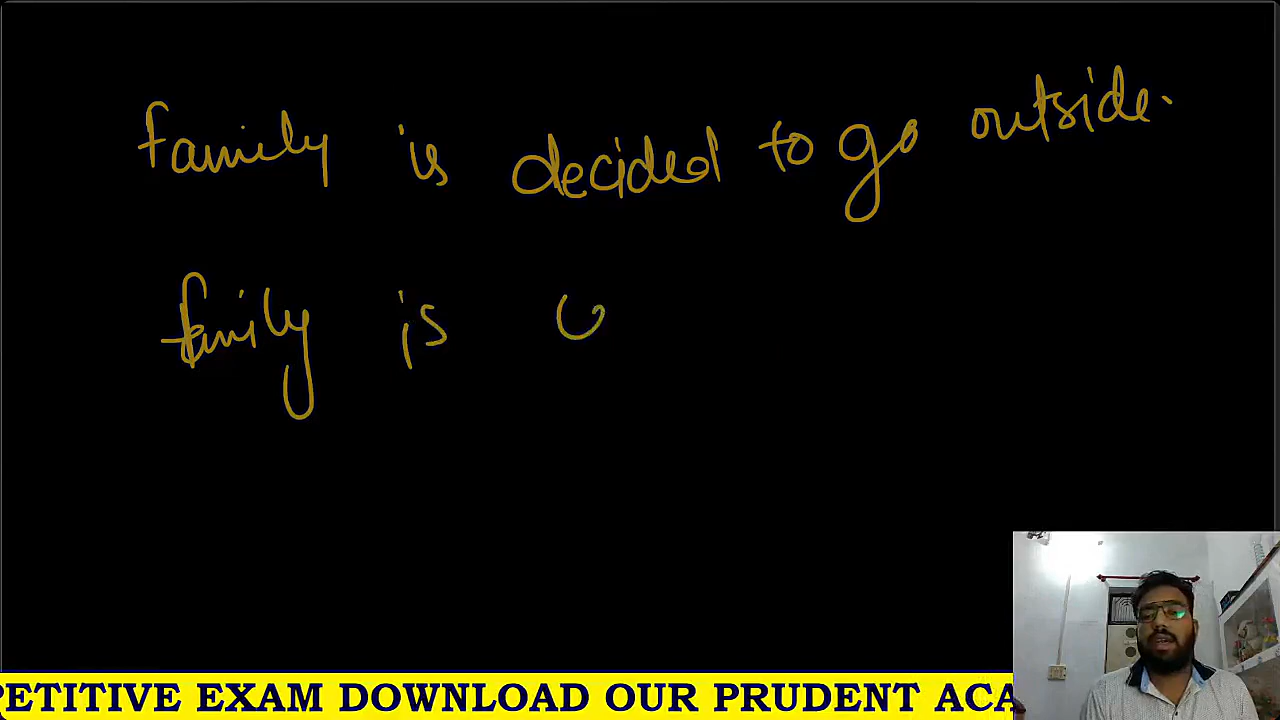 family is decided to go outside.
family is
PETITIVE EXAM DOWNLOAD OUR PRUDENT ACA